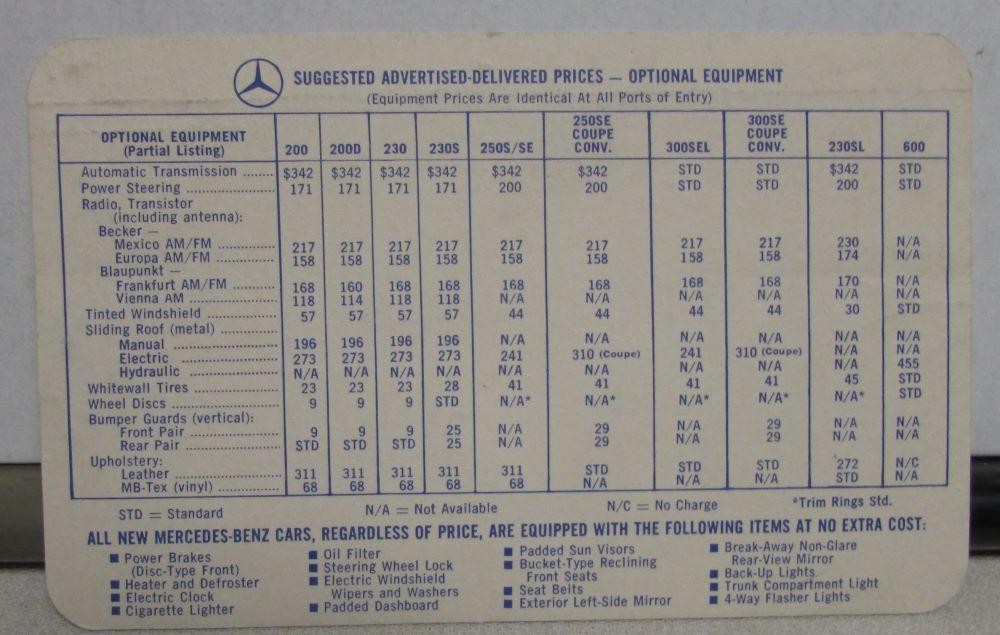 SUGGESTED ADVERTISED-DELIVERED PRICES — OPTIONAL EQUIPMENT
(Equipment Prices Are Identical At All Ports of Entry)
OPTIONAL EQUIPMENT (Partial Listing) 200 200D 230 230S 250S/SE 250SE COUPE CONV. 300SEL 300SE COUPE CONV. 230SL 600
Automatic Transmission ........ $342 $342 $342 $342 $342 $342 STD STD $342 STD
Power Steering ...................... 171 171 171 171 200 200 STD STD 200 STD
Radio, Transistor
(including antenna):
Becker —
Mexico AM/FM .............. 217 217 217 217 217 217 217 217 230 N/A
Europa AM/FM .............. 158 158 158 158 158 158 158 158 174 N/A
Blaupunkt —
Frankfurt AM/FM .......... 168 160 168 168 168 168 168 168 170 N/A
Vienna AM .................... 118 114 118 118 N/A N/A N/A N/A N/A N/A
Tinted Windshield ................. 57 57 57 57 44 44 44 44 30 STD
Sliding Roof (metal) ..............
Manual ........................ 196 196 196 196 N/A N/A N/A N/A N/A N/A
Electric ........................ 273 273 273 273 241 310 (Coupe) 241 310 (Coupe) N/A N/A
Hydraulic ...................... N/A N/A N/A N/A N/A N/A N/A N/A N/A 455
Whitewall Tires .................... 23 23 23 28 41 41 41 41 45 STD
Wheel Discs .......................... 9 9 9 STD N/A* N/A* N/A* N/A* N/A* STD
Bumper Guards (vertical):
Front Pair ...................... 9 9 9 25 N/A 29 N/A 29 N/A N/A
Rear Pair ....................... STD STD STD 25 N/A 29 N/A 29 N/A N/A
Upholstery:
Leather .......................... 311 311 311 311 311 STD STD STD 272 N/C
MB-Tex (vinyl) ............... 68 68 68 68 68 N/A N/A N/A STD N/A
STD = Standard N/A = Not Available N/C = No Charge *Trim Rings Std.
ALL NEW MERCEDES-BENZ CARS, REGARDLESS OF PRICE, ARE EQUIPPED WITH THE FOLLOWING ITEMS AT NO EXTRA COST:
■ Power Brakes
(Disc-Type Front)
■ Heater and Defroster
■ Electric Clock
■ Cigarette Lighter
■ Oil Filter
■ Steering Wheel Lock
■ Electric Windshield
Wipers and Washers
■ Padded Dashboard
■ Padded Sun Visors
■ Bucket-Type Reclining
Front Seats
■ Seat Belts
■ Exterior Left-Side Mirror
■ Break-Away Non-Glare
Rear-View Mirror
■ Back-Up Lights
■ Trunk Compartment Light
■ 4-Way Flasher Lights